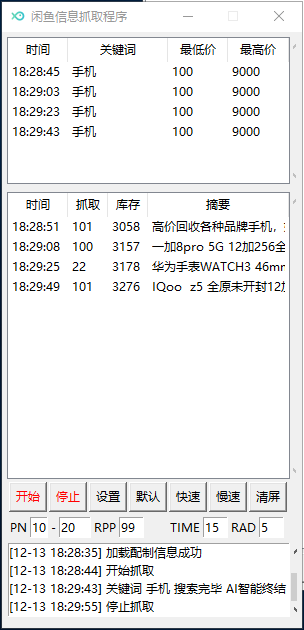 闲鱼信息抓取程序
时间 关键词 最低价 最高价
18:28:45 手机 100 9000
18:29:03 手机 100 9000
18:29:23 手机 100 9000
18:29:43 手机 100 9000
时间 抓取 库存 摘要
18:28:51 101 3058 高价回收各种品牌手机,
18:29:08 100 3157 一加8pro 5G 12加256全
18:29:25 22 3178 华为手表WATCH3 46mm
18:29:49 101 3276 IQoo z5 全原未开封12加
开始 停止 设置 默认 快速 慢速 清屏
PN 10 - 20 RPP 99 TIME 15 RAD 5
[12-13 18:28:35] 加载配制信息成功
[12-13 18:28:44] 开始抓取
[12-13 18:29:43] 关键词 手机 搜索完毕 AI智能终结
[12-13 18:29:55] 停止抓取